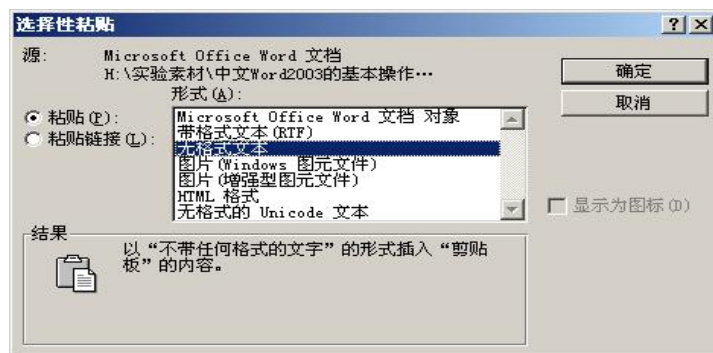 选择性粘贴
源: Microsoft Office Word 文档
H:\实验素材\中文Word2003的基本操作…
形式(A):
粘贴(P):
粘贴链接(L):
Microsoft Office Word 文档 对象
带格式文本(RTF)
无格式文本
图片(Windows 图元文件)
图片(增强型图元文件)
HTML 格式
无格式的 Unicode 文本
确定
取消
显示为图标(D)
结果
以“不带任何格式的文字”的形式插入“剪贴
板”的内容。